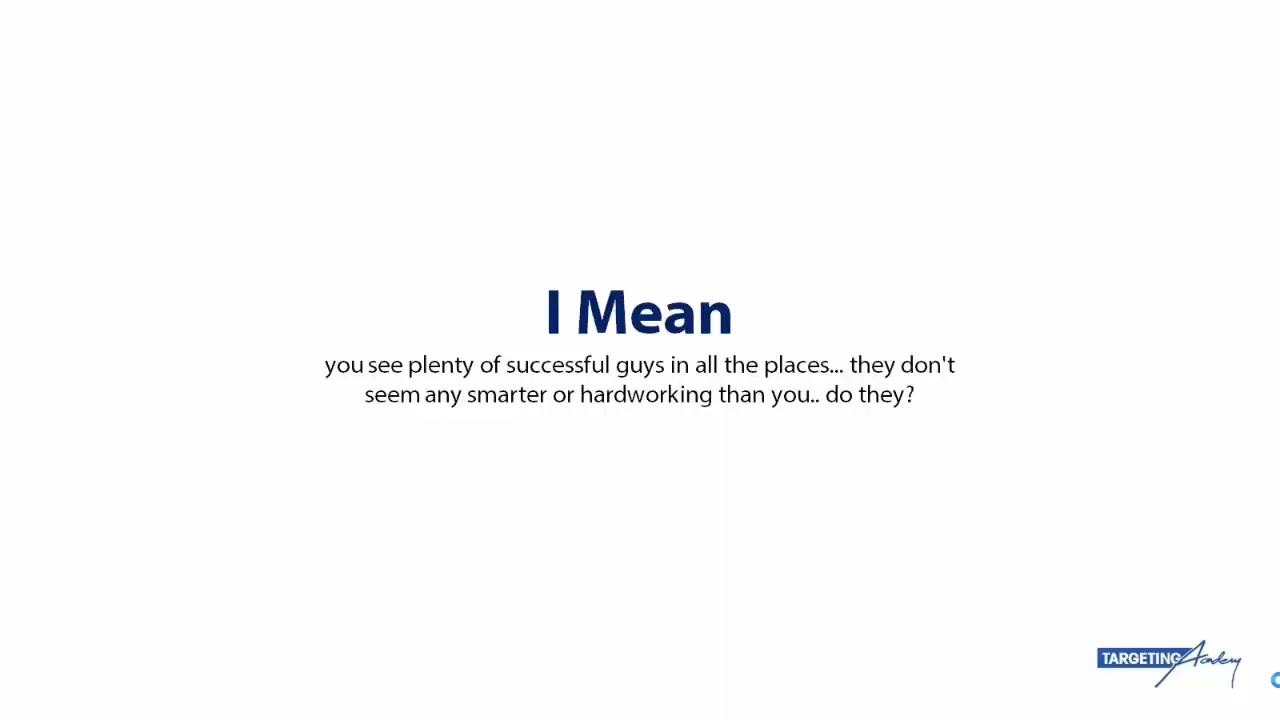 I Mean
you see plenty of successful guys in all the places... they don't
seem any smarter or hardworking than you.. do they?
TARGETING Academy